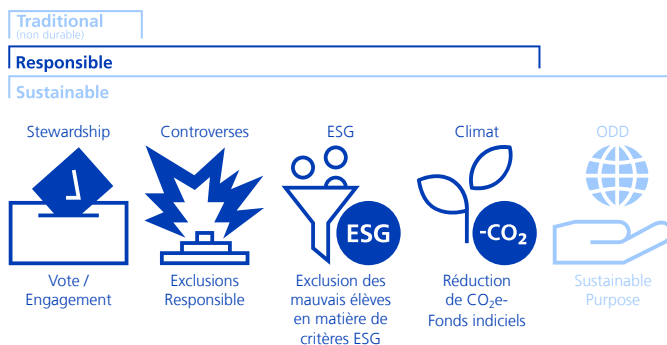 Traditional
(non durable)
Responsible
Sustainable
Stewardship
Controverses
ESG
Climat
ODD
ESG
-CO₂
Vote /
Engagement
Exclusions
Responsible
Exclusion des
mauvais élèves
en matière de
critères ESG
Réduction
de CO₂e-
Fonds indiciels
Sustainable
Purpose